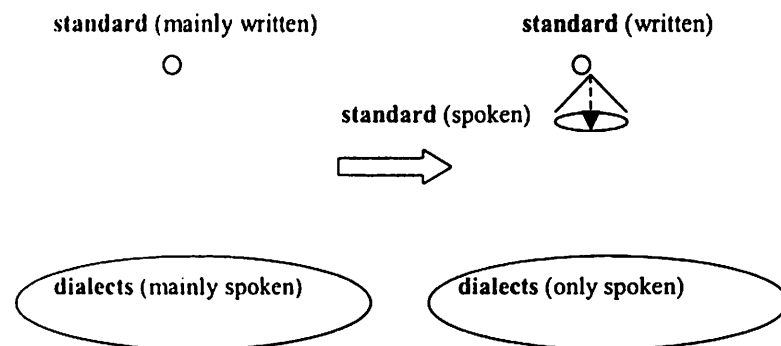 standard (mainly written)
standard (written)
standard (spoken)
dialects (mainly spoken)
dialects (only spoken)